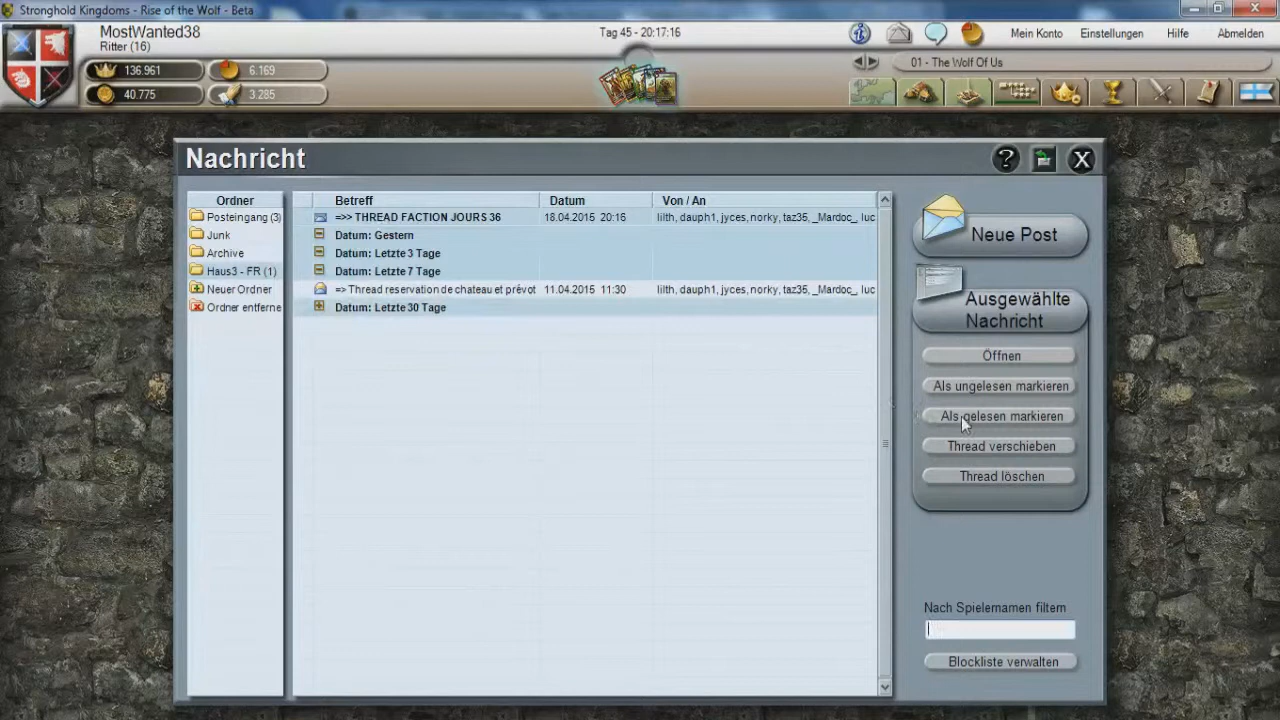 Stronghold Kingdoms - Rise of the Wolf - Beta
MostWanted38
Ritter (16)
136.961
6.169
40.775
3.285
Tag 45 - 20:17:16
Mein Konto
Einstellungen
Hilfe
Abmelden
01 - The Wolf Of Us
Nachricht
Ordner
Posteingang (3)
Junk
Archive
Haus3 - FR (1)
Neuer Ordner
Ordner entferne
Betreff Datum Von / An
=>> THREAD FACTION JOURS 36 18.04.2015 20:16 lilth, dauph1, jyces, norky, taz35, _Mardoc_, luc
Datum: Gestern
Datum: Letzte 3 Tage
Datum: Letzte 7 Tage
=> Thread reservation de chateau et prévot 11.04.2015 11:30 lilth, dauph1, jyces, norky, taz35, _Mardoc_, luc
Datum: Letzte 30 Tage
Neue Post
Ausgewählte
Nachricht
Öffnen
Als ungelesen markieren
Als gelesen markieren
Thread verschieben
Thread löschen
Nach Spielernamen filtern
Blockliste verwalten